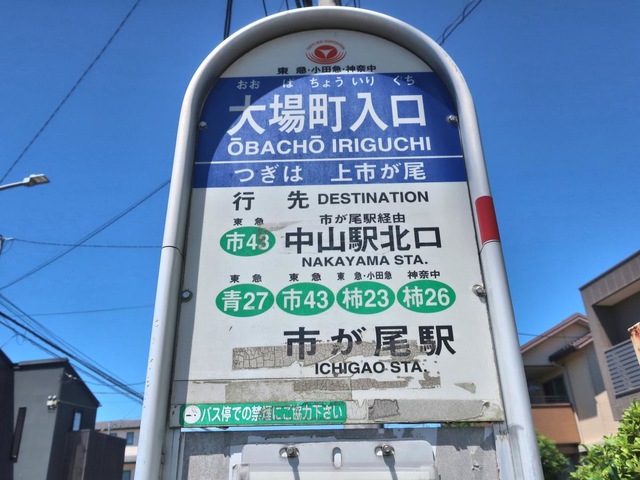 東急・小田急・神奈中
おお ば ちょう いり ぐち
大場町入口
ŌBACHŌ IRIGUCHI
つぎは 上市が尾
行先 DESTINATION
東急 市が尾駅経由
市43 中山駅北口
NAKAYAMA STA.
東急 東急 東急・小田急 神奈中
青27 市43 柿23 柿26
市が尾駅
ICHIGAO STA.
バス停での禁煙にご協力下さい